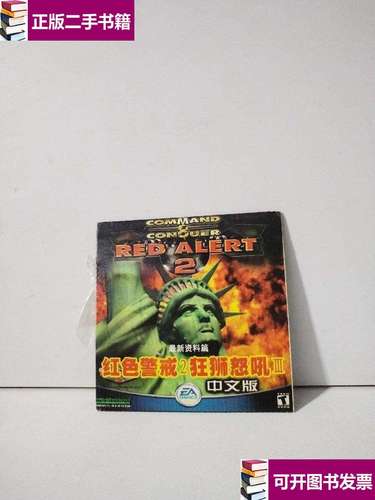 正版二手书籍
COMMAND
&
CONQUER
RED ALERT
2
最新资料篇
红色警戒2狂狮怒吼III
中文版
EA
T
可开图书发票